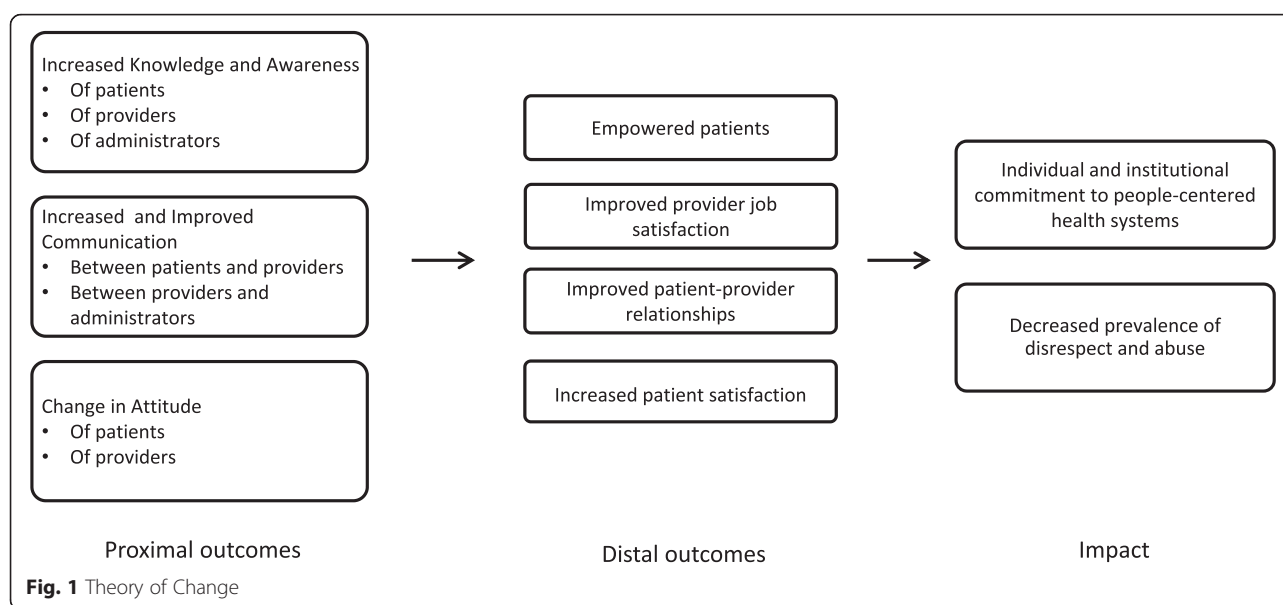 Increased Knowledge and Awareness
• Of patients
• Of providers
• Of administrators
Increased and Improved
Communication
• Between patients and providers
• Between providers and
administrators
Change in Attitude
• Of patients
• Of providers
Proximal outcomes
Empowered patients
Improved provider job
satisfaction
Improved patient-provider
relationships
Increased patient satisfaction
Distal outcomes
Individual and institutional
commitment to people-centered
health systems
Decreased prevalence of
disrespect and abuse
Impact
Fig. 1 Theory of Change